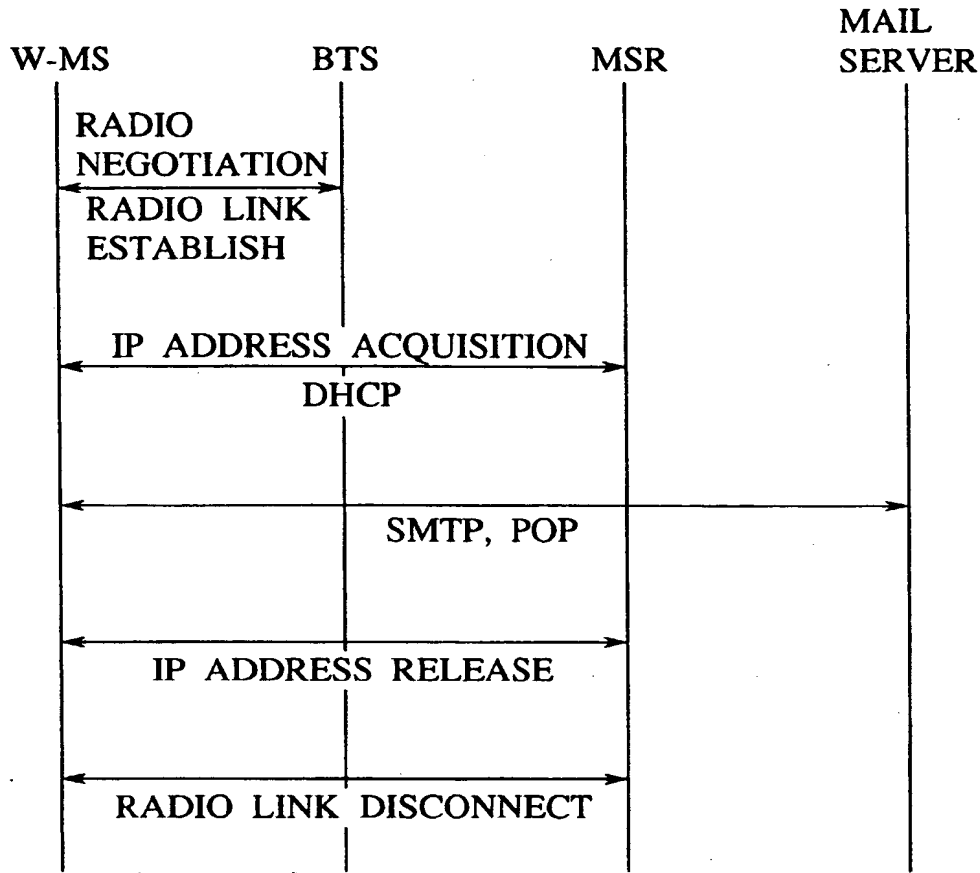 W-MS
BTS
MSR
MAIL
SERVER
RADIO
NEGOTIATION
RADIO LINK
ESTABLISH
IP ADDRESS ACQUISITION
DHCP
SMTP, POP
IP ADDRESS RELEASE
RADIO LINK DISCONNECT